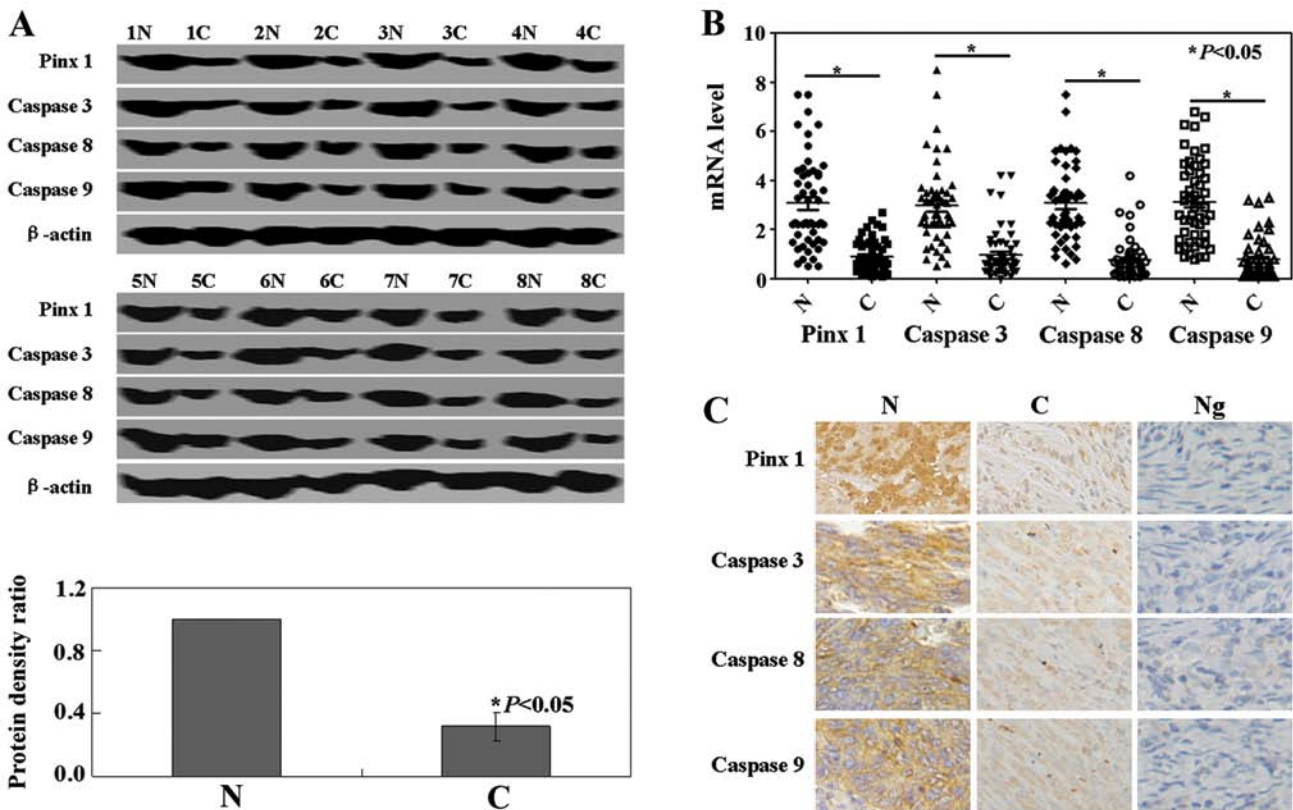 A
1N 1C 2N 2C 3N 3C 4N 4C
Pinx 1
Caspase 3
Caspase 8
Caspase 9
β-actin
5N 5C 6N 6C 7N 7C 8N 8C
Pinx 1
Caspase 3
Caspase 8
Caspase 9
β-actin
Protein density ratio
1.2
0.8
0.4
0.0
*P<0.05
N C
B
mRNA level
10
8
6
4
2
0
*P<0.05
* * * *
N C N C N C N C
Pinx 1 Caspase 3 Caspase 8 Caspase 9
C
N C Ng
Pinx 1
Caspase 3
Caspase 8
Caspase 9